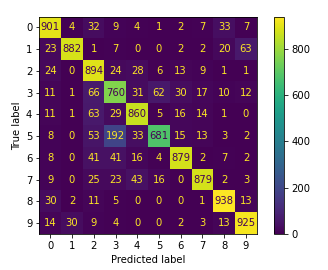 0 901 4 32 9 4 1 2 7 33 7
1 23 882 1 7 0 0 2 2 20 63
2 24 0 894 24 28 6 13 9 1 1
3 11 1 66 760 31 62 30 17 10 12
4 11 1 63 29 860 5 16 14 1 0
5 8 0 53 192 33 681 15 13 3 2
6 8 0 41 41 16 4 879 2 7 2
7 9 0 25 23 43 16 0 879 2 3
8 30 2 11 5 0 0 0 1 938 13
9 14 30 9 4 0 0 2 3 13 925
0 1 2 3 4 5 6 7 8 9
Predicted label
True label
800
600
400
200
0